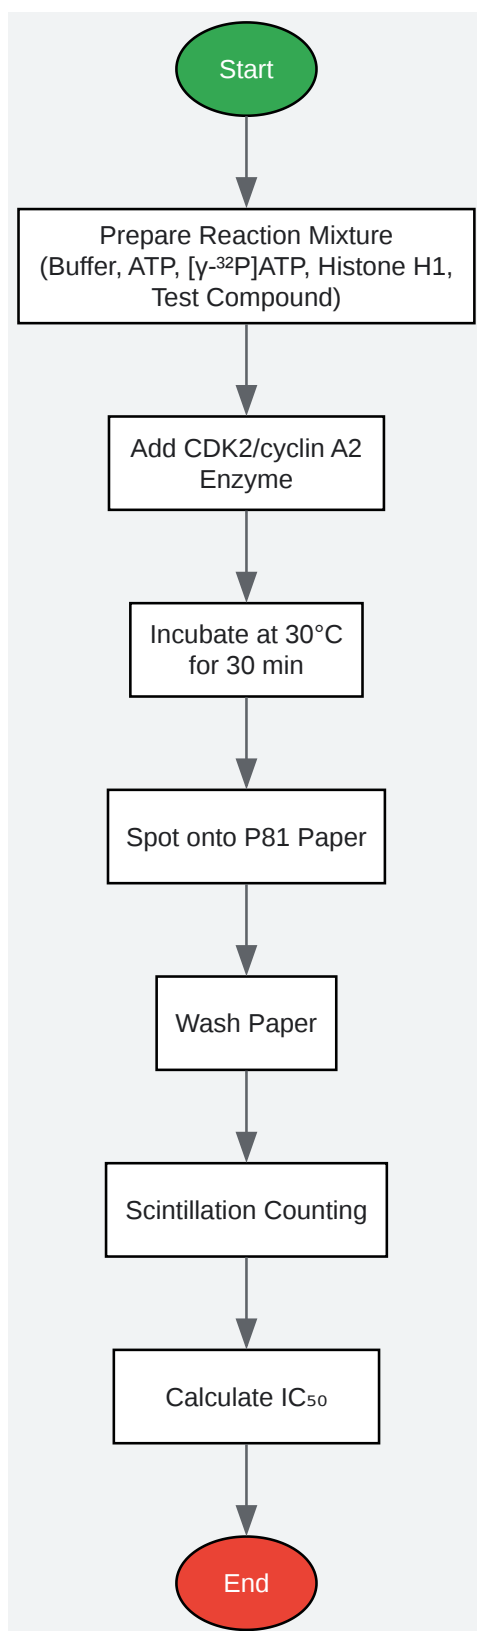 Start
Prepare Reaction Mixture
(Buffer, ATP, [γ-³²P]ATP, Histone H1,
Test Compound)
Add CDK2/cyclin A2
Enzyme
Incubate at 30°C
for 30 min
Spot onto P81 Paper
Wash Paper
Scintillation Counting
Calculate IC₅₀
End